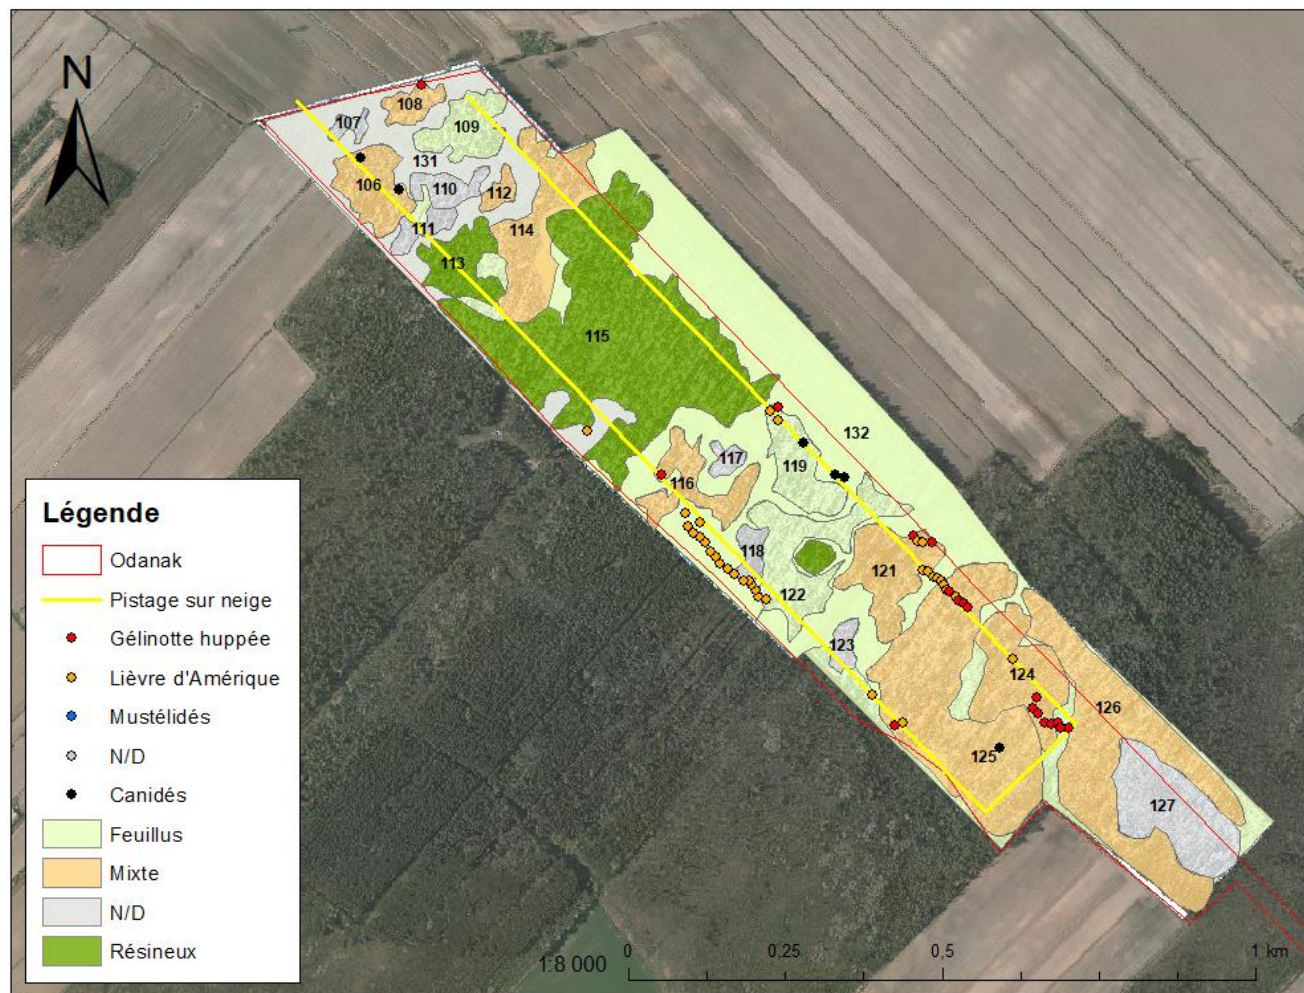 N
108
107
109
131
106
110
112
111
114
113
115
132
117
119
116
118
121
122
123
124
126
125
127
Légende
Odanak
Pistage sur neige
Gélinotte huppée
Lièvre d'Amérique
Mustélidés
N/D
Canidés
Feuillus
Mixte
N/D
Résineux
1:8 000
0 0,25 0,5 1 km